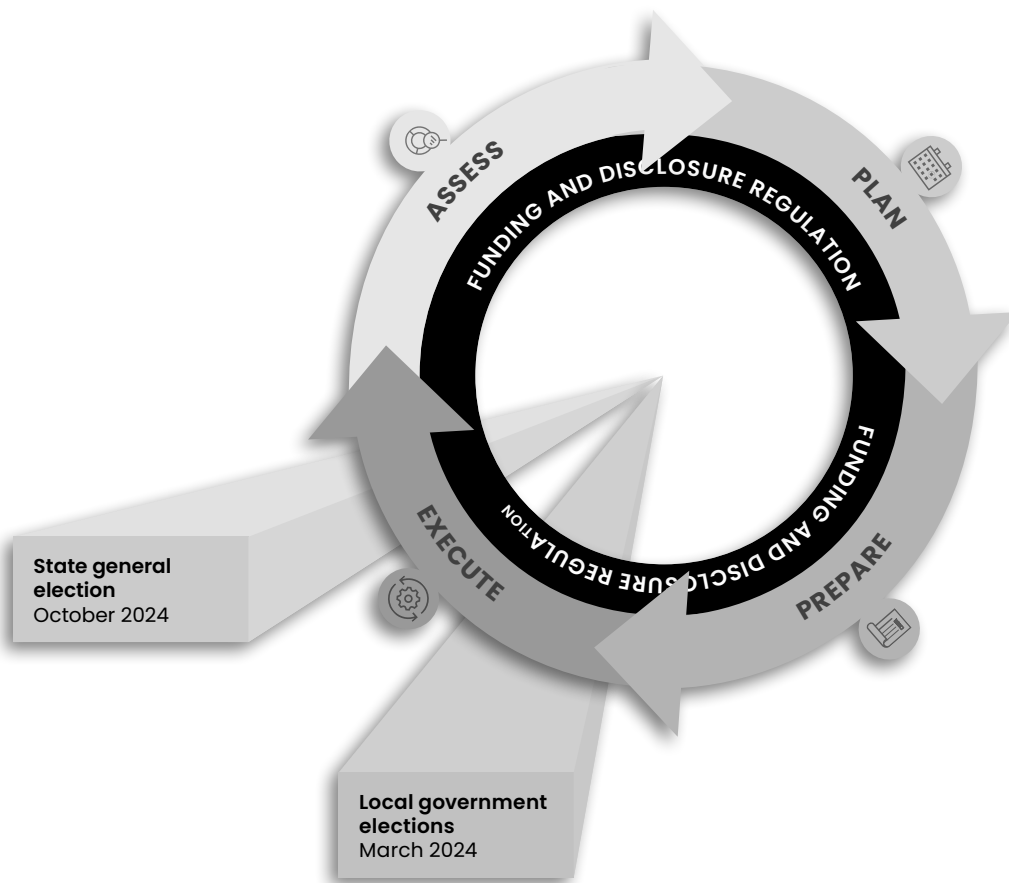 ASSESS
PLAN
FUNDING AND DISCLOSURE REGULATION
FUNDING AND DISCLOSURE REGULATION
EXECUTE
PREPARE
State general
election
October 2024
Local government
elections
March 2024